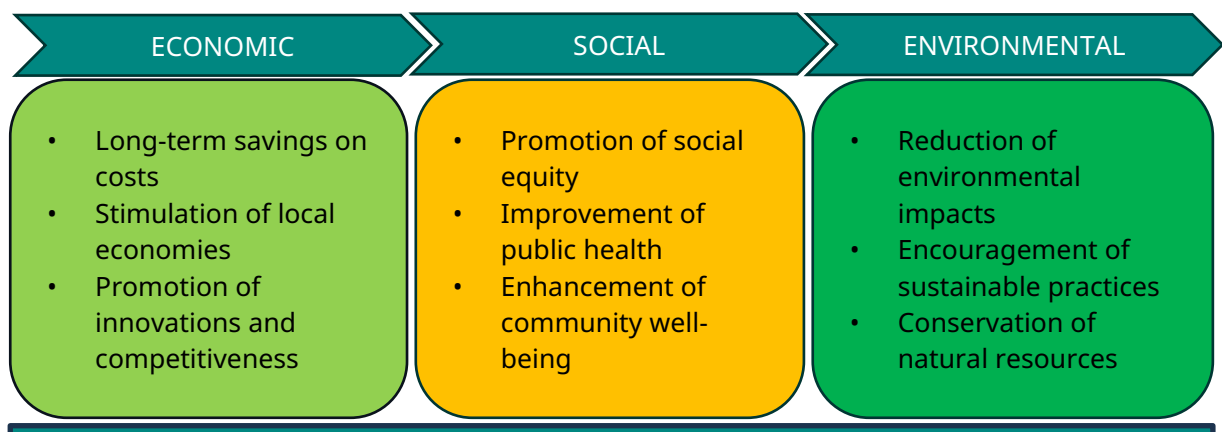 ECONOMIC
• Long-term savings on
costs
• Stimulation of local
economies
• Promotion of
innovations and
competitiveness
SOCIAL
• Promotion of social
equity
• Improvement of
public health
• Enhancement of
community well-
being
ENVIRONMENTAL
• Reduction of
environmental
impacts
• Encouragement of
sustainable practices
• Conservation of
natural resources